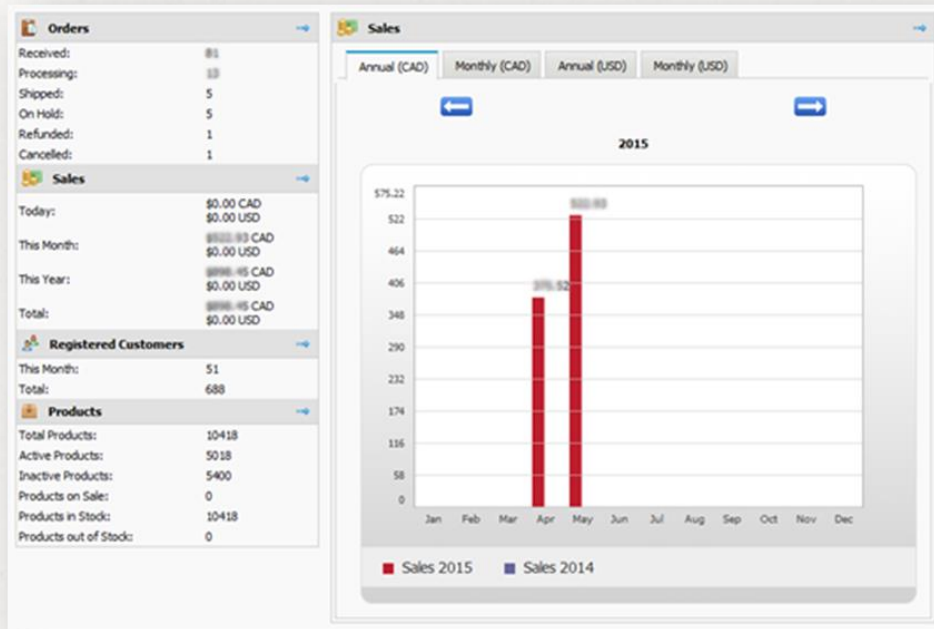 Orders
Received:
Processing:
Shipped: 5
On Hold: 5
Refunded: 1
Cancelled: 1
Sales
Today: $0.00 CAD
$0.00 USD
This Month: CAD
$0.00 USD
This Year: CAD
$0.00 USD
Total: CAD
$0.00 USD
Registered Customers
This Month: 51
Total: 688
Products
Total Products: 10418
Active Products: 5018
Inactive Products: 5400
Products on Sale: 0
Products in Stock: 10418
Products out of Stock: 0
Sales
Annual (CAD) Monthly (CAD) Annual (USD) Monthly (USD)
2015
575.22
522
464
406
348
290
232
174
116
58
0
Jan Feb Mar Apr May Jun Jul Aug Sep Oct Nov Dec
Sales 2015 Sales 2014